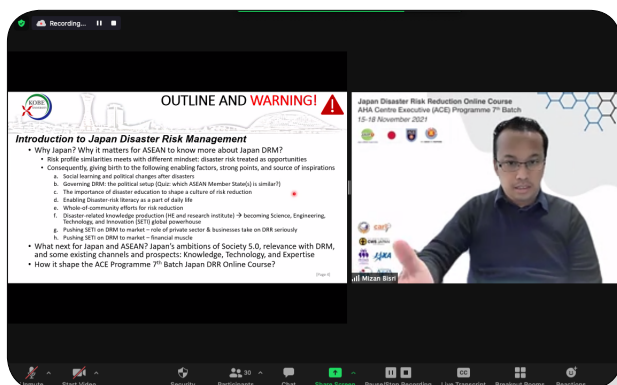 Recording...
KOBE
OUTLINE AND WARNING!
Introduction to Japan Disaster Risk Management
• Why Japan? Why it matters for ASEAN to know more about Japan DRM?
• Risk profile similarities meets with different mindset; disaster risk treated as opportunities
• Consequently, giving birth to the following enabling factors, strong points, and source of inspirations
a. Social learning and political changes after disasters
b. Governing DRM: the political setup (Quiz: which ASEAN Member State(s) is similar?)
c. The importance of disaster education to shape a culture of risk reduction
d. Enabling Disaster-risk literacy as a part of daily life
e. Whole-of-community efforts for risk reduction
f. Disaster-related knowledge production (HE and research institute) → becoming Science, Engineering,
Technology, and Innovation (SETI) global powerhouse
g. Pushing SETI on DRM to market – role of private sector & businesses take on DRR seriously
h. Pushing SETI on DRM to market – financial muscle
• What next for Japan and ASEAN? Japan's ambitions of Society 5.0, relevance with DRM,
and some existing channels and prospects: Knowledge, Technology, and Expertise
• How it shape the ACE Programme 7th Batch Japan DRR Online Course?
Japan Disaster Risk Reduction Online Course
AHA Centre Executive (ACE) Programme 7th Batch
15-18 November 2021
CWS JAPAN
Mizan Bisri
30
CC
Unmute
Start Video
Security
Participants
Chat
Share Screen
Pause/Stop Recording
Live Transcript
Breakout Rooms
Reactions